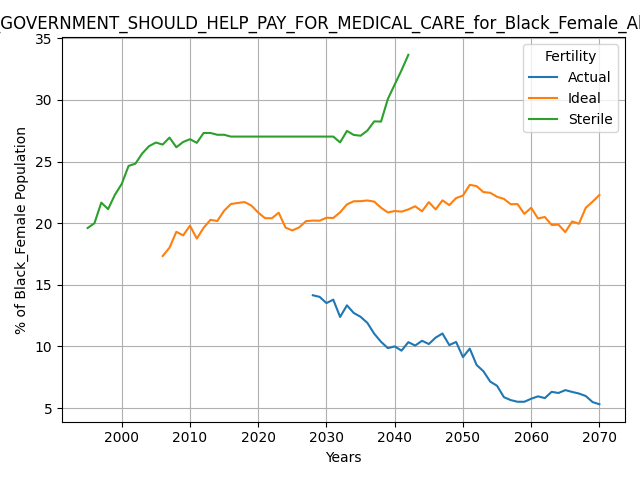 GOVERNMENT_SHOULD_HELP_PAY_FOR_MEDICAL_CARE_for_Black_Female_Al
35
30
25
20
15
10
5
% of Black_Female Population
Fertility
Actual
Ideal
Sterile
2000 2010 2020 2030 2040 2050 2060 2070
Years